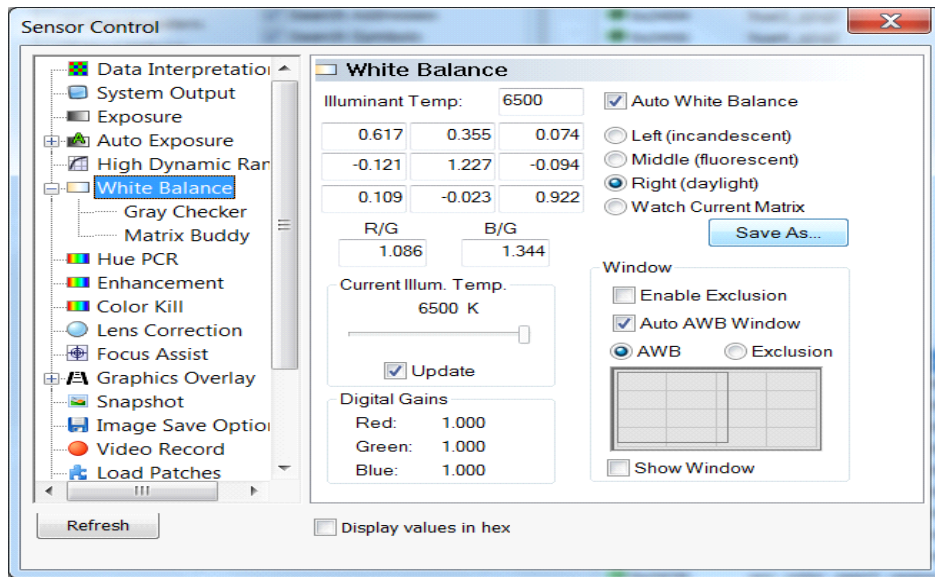 Sensor Control
Data Interpretatio
System Output
Exposure
Auto Exposure
High Dynamic Ran
White Balance
Gray Checker
Matrix Buddy
Hue PCR
Enhancement
Color Kill
Lens Correction
Focus Assist
Graphics Overlay
Snapshot
Image Save Optio
Video Record
Load Patches
Refresh
White Balance
Illuminant Temp: 6500
0.617 0.355 0.074
-0.121 1.227 -0.094
0.109 -0.023 0.922
R/G B/G
1.086 1.344
Current Illum. Temp.
6500 K
Update
Digital Gains
Red: 1.000
Green: 1.000
Blue: 1.000
Auto White Balance
Left (incandescent)
Middle (fluorescent)
Right (daylight)
Watch Current Matrix
Save As...
Window
Enable Exclusion
Auto AWB Window
AWB Exclusion
Show Window
Display values in hex